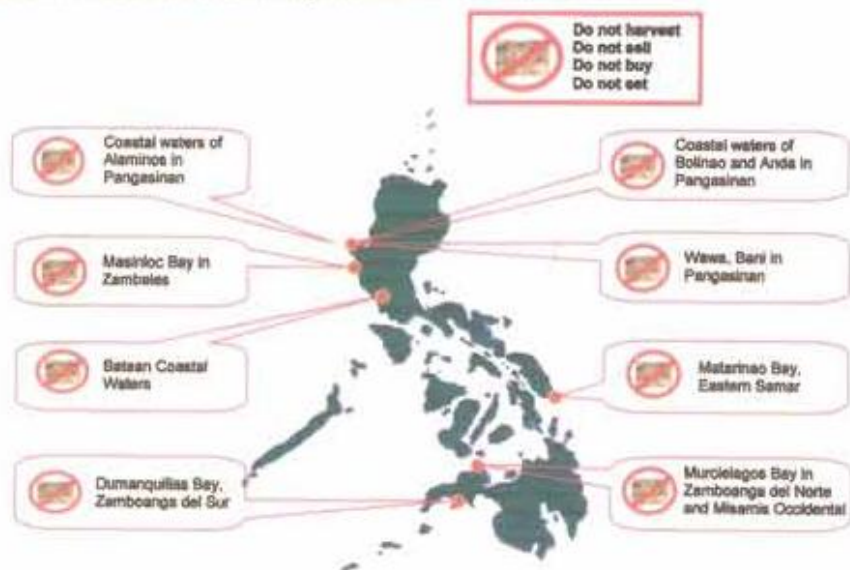 Do not harvest
Do not sell
Do not buy
Do not eat
Coastal waters of
Alaminos in
Pangasinan
Coastal waters of
Bolinao and Anda in
Pangasinan
Masinloc Bay in
Zambales
Wawa, Bani in
Pangasinan
Bataan Coastal
Waters
Matarinao Bay,
Eastern Samar
Dumanquillas Bay,
Zamboanga del Sur
Murcielagos Bay in
Zamboanga del Norte
and Misamis Occidental